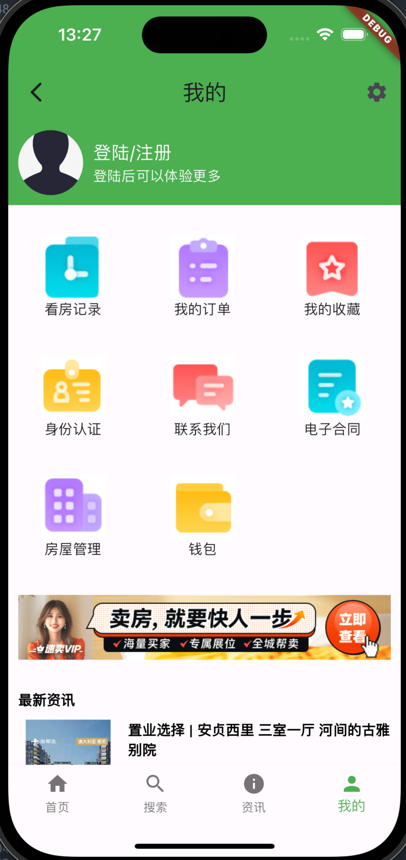 13:27
DEBUG
我的
登陆/注册
登陆后可以体验更多
看房记录
我的订单
我的收藏
身份认证
联系我们
电子合同
房屋管理
钱包
卖房，就要快人一步
立即
查看
速卖VIP
海量买家
专属展位
全城帮卖
最新资讯
置业选择 | 安贞西里 三室一厅 河间的古雅
别院
首页
搜索
资讯
我的